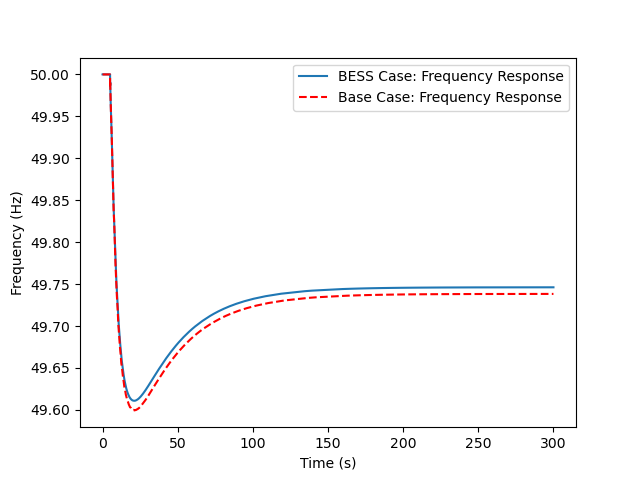 BESS Case: Frequency Response
Base Case: Frequency Response
50.00
49.95
49.90
49.85
49.80
49.75
49.70
49.65
49.60
Frequency (Hz)
0 50 100 150 200 250 300
Time (s)